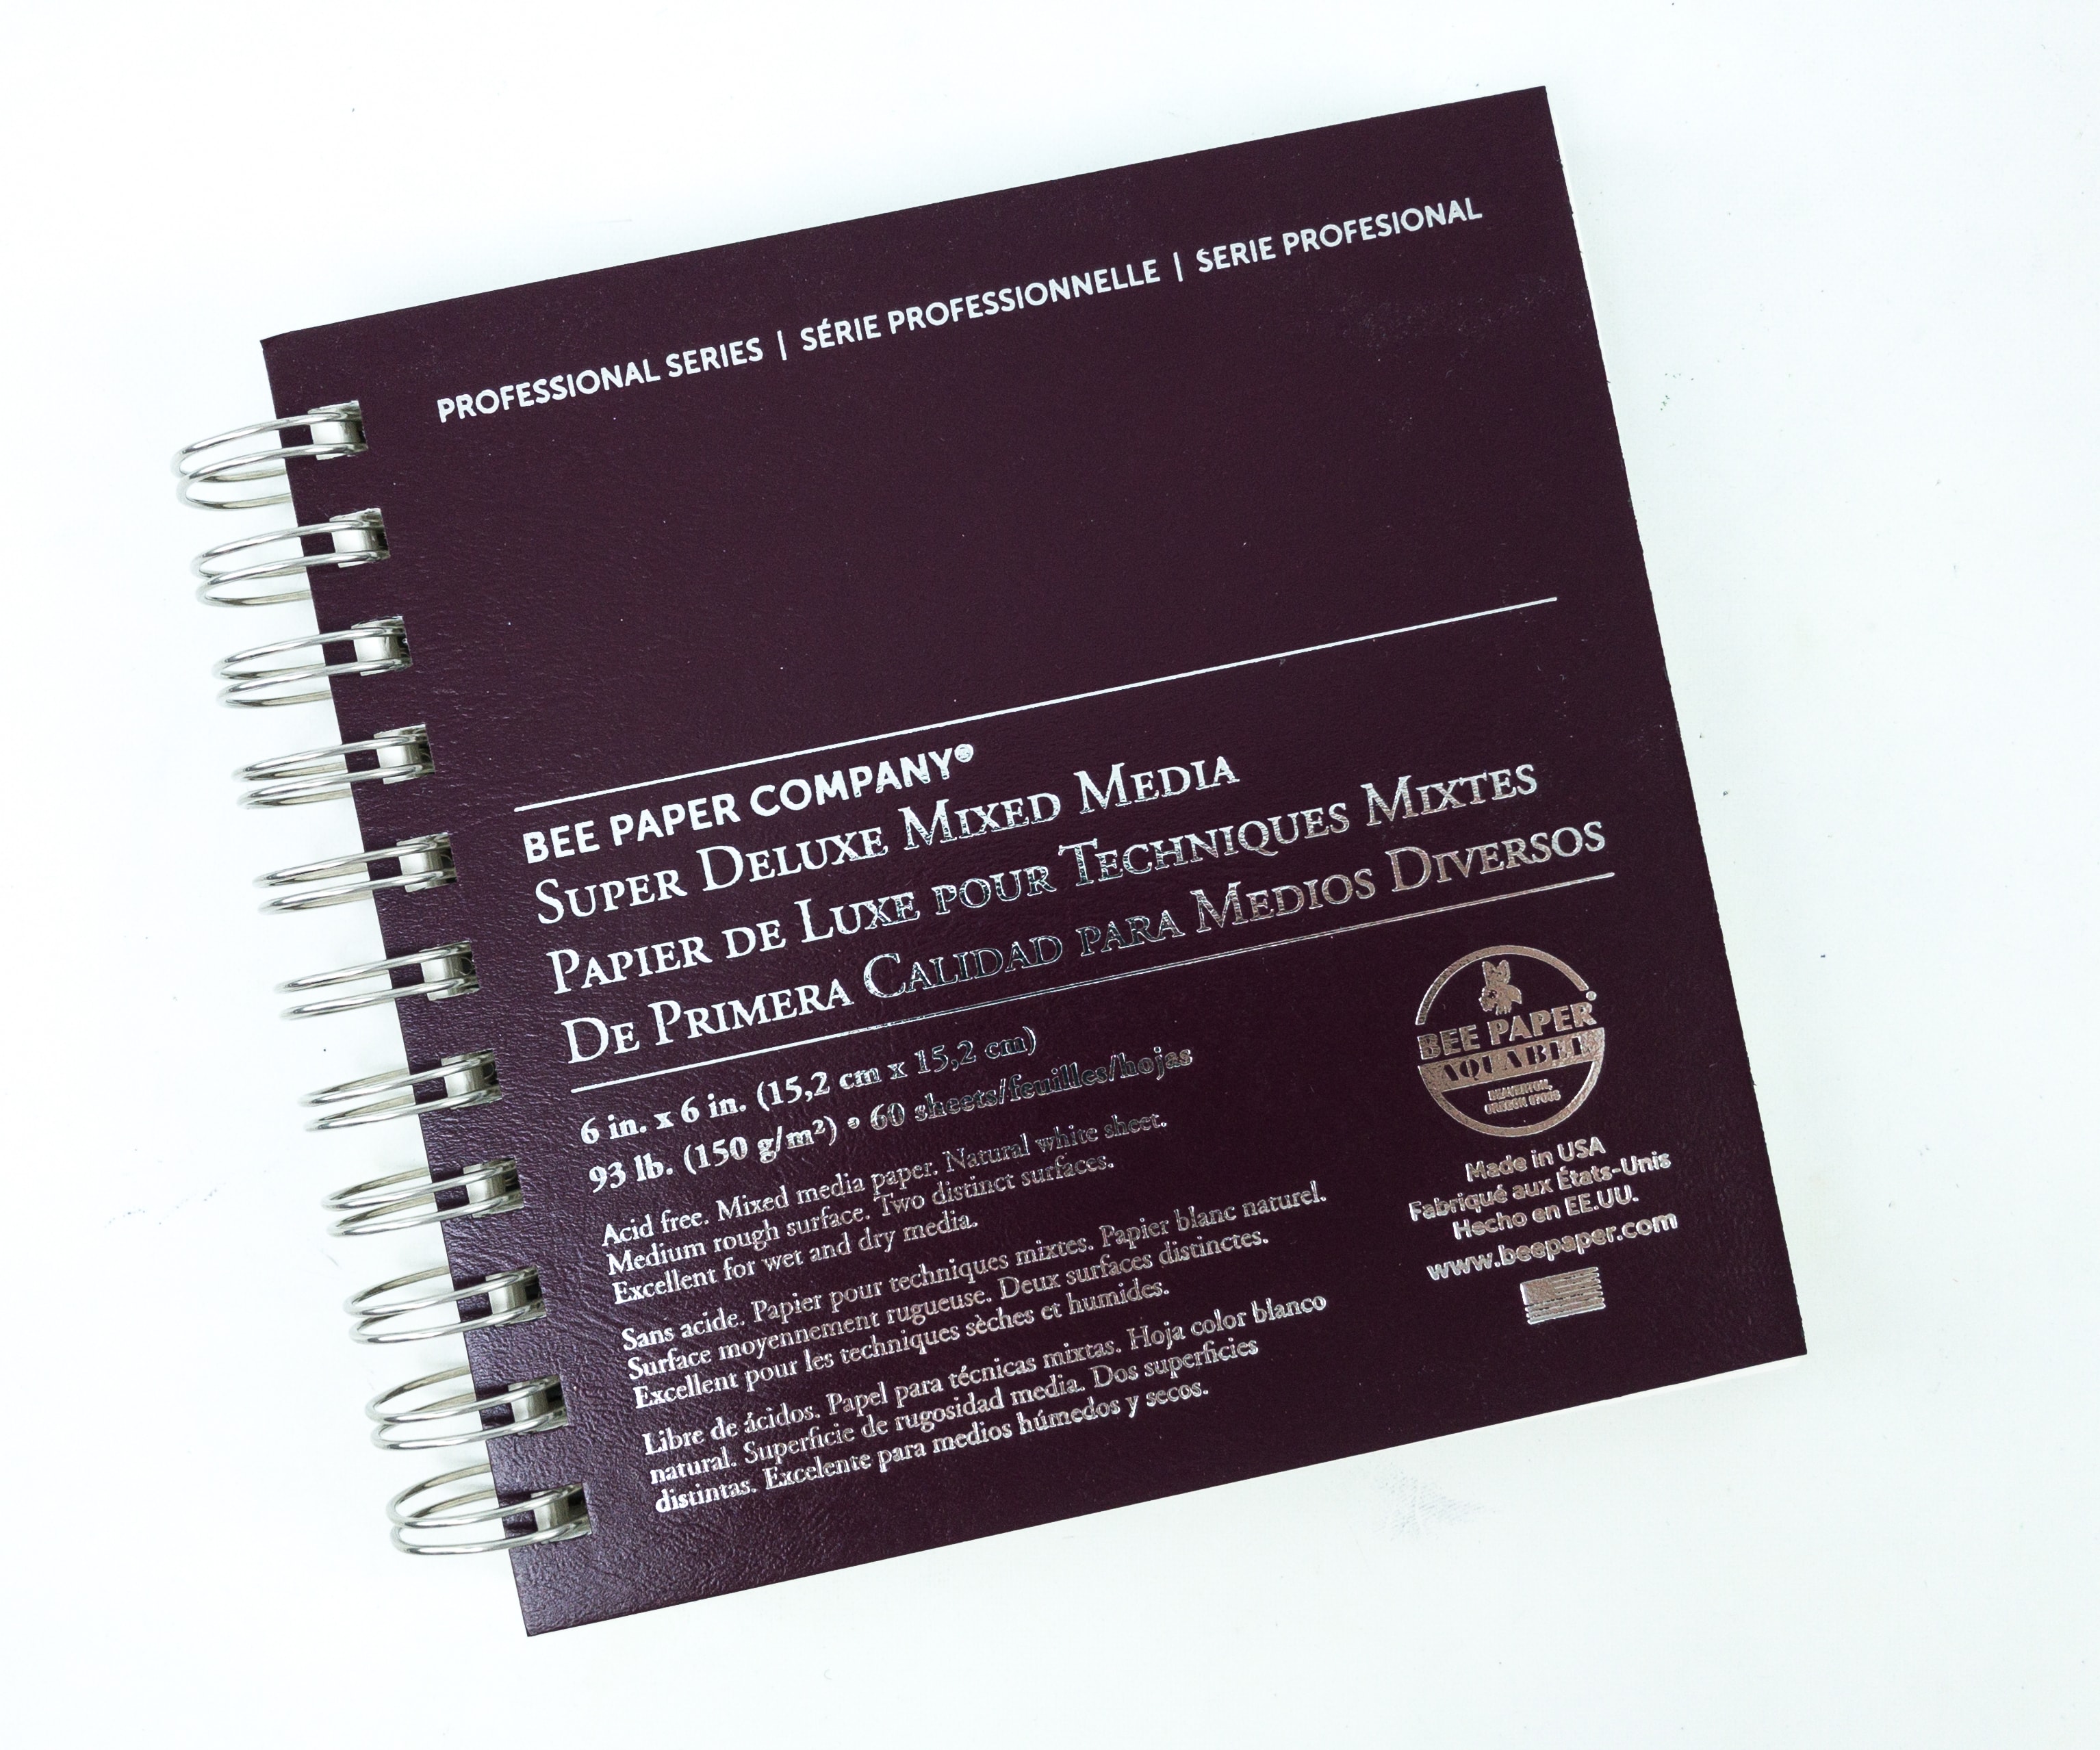 PROFESSIONAL SERIES | SÉRIE PROFESSIONNELLE | SERIE PROFESIONAL
BEE PAPER COMPANY®
SUPER DELUXE MIXED MEDIA
PAPIER DE LUXE POUR TECHNIQUES MIXTES
DE PRIMERA CALIDAD PARA MEDIOS DIVERSOS
6 in. x 6 in. (15,2 cm x 15,2 cm)
93 lb. (150 g/m²) • 60 sheets/feuilles/hojas
Acid free. Mixed media paper. Natural white sheet.
Medium rough surface. Two distinct surfaces.
Excellent for wet and dry media.
Sans acide. Papier pour techniques mixtes. Papier blanc naturel.
Surface moyennement rugueuse. Deux surfaces distinctes.
Excellent pour les techniques sèches et humides.
Libre de ácidos. Papel para técnicas mixtas. Hoja color blanco
natural. Superficie de rugosidad media. Dos superficies
distintas. Excelente para medios húmedos y secos.
BEE PAPER®
AQUABEE
BEAVERTON,
OREGON 97008
Made in USA
Fabriqué aux États-Unis
Hecho en EE.UU.
www.beepaper.com